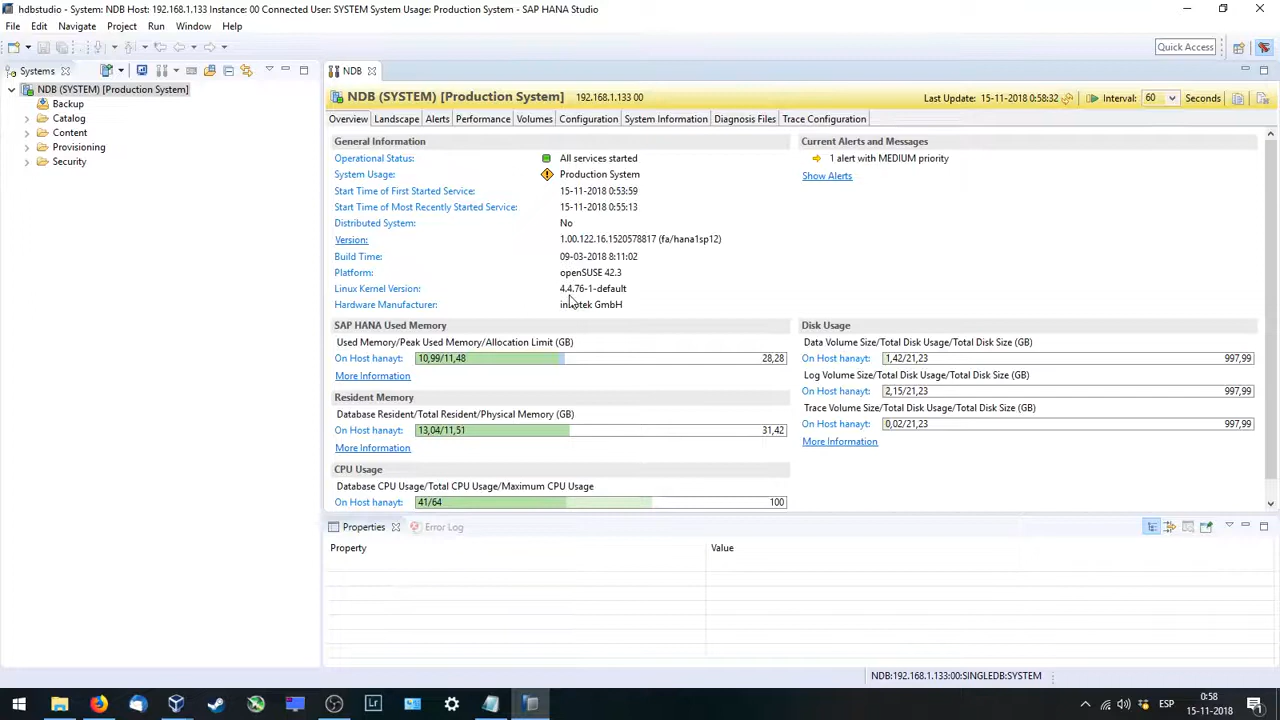 hdbstudio - System: NDB Host: 192.168.1.133 Instance: 00 Connected User: SYSTEM System Usage: Production System - SAP HANA Studio
File Edit Navigate Project Run Window Help
Quick Access
Systems
NDB (SYSTEM) [Production System]
Backup
Catalog
Content
Provisioning
Security
NDB
NDB (SYSTEM) [Production System] 192.168.1.133 00 Last Update: 15-11-2018 0:58:32 Interval: 60 Seconds
Overview Landscape Alerts Performance Volumes Configuration System Information Diagnosis Files Trace Configuration
General Information
Operational Status: All services started
System Usage: Production System
Start Time of First Started Service: 15-11-2018 0:53:59
Start Time of Most Recently Started Service: 15-11-2018 0:55:13
Distributed System: No
Version: 1.00.122.16.1520578817 (fa/hana1sp12)
Build Time: 09-03-2018 8:11:02
Platform: openSUSE 42.3
Linux Kernel Version: 4.4.76-1-default
Hardware Manufacturer: GmbH
Current Alerts and Messages
1 alert with MEDIUM priority
Show Alerts
SAP HANA Used Memory
Used Memory/Peak Used Memory/Allocation Limit (GB)
On Host hanayt: 10,99/11,48 28,28
More Information
Resident Memory
Database Resident/Total Resident/Physical Memory (GB)
On Host hanayt: 13,04/11,51 31,42
More Information
CPU Usage
Database CPU Usage/Total CPU Usage/Maximum CPU Usage
On Host hanayt: 41/64 100
Disk Usage
Data Volume Size/Total Disk Usage/Total Disk Size (GB)
On Host hanayt: 1,42/21,23 997,99
Log Volume Size/Total Disk Usage/Total Disk Size (GB)
On Host hanayt: 2,15/21,23 997,99
Trace Volume Size/Total Disk Usage/Total Disk Size (GB)
On Host hanayt: 0,02/21,23 997,99
More Information
Properties Error Log
Property Value
NDB:192.168.1.133:00:SINGLEDB:SYSTEM
Lr
ESP
0:58
15-11-2018
1